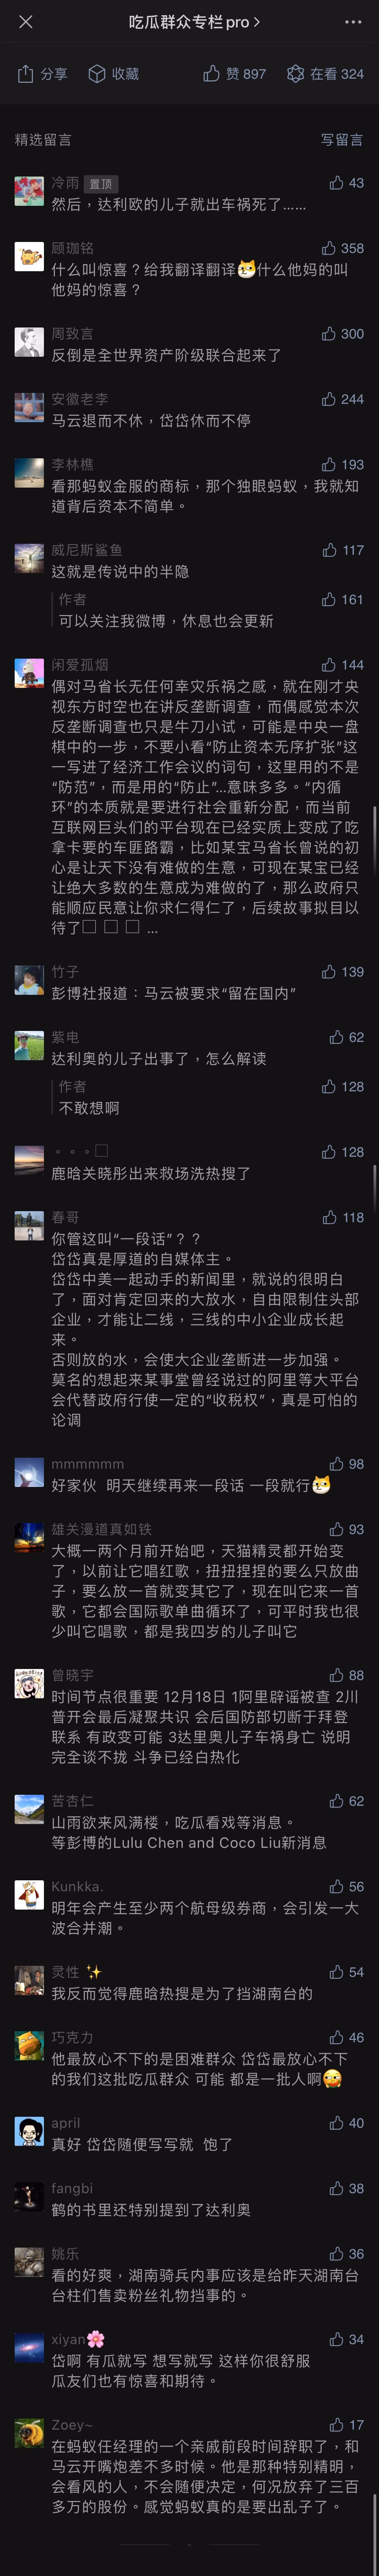 吃瓜群众专栏 pro
分享 收藏 赞 897 在看 324
精选留言 写留言
冷雨 置顶 43
然后，达利欧的儿子就出车祸死了……
顾珈铭 358
什么叫惊喜？给我翻译翻译🐱什么他妈的叫
他妈的惊喜？
周致言 300
反倒是全世界资产阶级联合起来了
安徽老李 244
马云退而不休，岱岱休而不停
李林樵 193
看那蚂蚁金服的商标，那个独眼蚂蚁，我就知
道背后资本不简单。
威尼斯鲨鱼 117
这就是传说中的半隐
作者 161
可以关注我微博，休息也会更新
闲爱孤烟 144
偶对马省长无任何幸灾乐祸之感，就在刚才央
视东方时空也在讲反垄断调查，而偶感觉本次
反垄断调查也只是牛刀小试，可能是中央一盘
棋中的一步，不要小看“防止资本无序扩张”这
一写进了经济工作会议的词句，这里用的不是
“防范”，而是用的“防止”…意味多多。“内循
环”的本质就是要进行社会重新分配，而当前
互联网巨头们的平台现在已经实质上变成了吃
拿卡要的车匪路霸，比如某宝马省长曾说的初
心是让天下没有难做的生意，可现在某宝已经
让绝大多数的生意成为难做的了，那么政府只
能顺应民意让你求仁得仁了，后续故事拟目以
待了□ □ □ …
竹子 139
彭博社报道：马云被要求“留在国内”
紫电 62
达利奥的儿子出事了，怎么解读
作者 128
不敢想啊
。。。□ 128
鹿晗关晓彤出来救场洗热搜了
春哥 118
你管这叫“一段话”？？
岱岱真是厚道的自媒体主。
岱岱中美一起动手的新闻里，就说的很明白
了，面对肯定回来的大放水，自由限制住头部
企业，才能让二线，三线的中小企业成长起
来。
否则放的水，会使大企业垄断进一步加强。
莫名的想起来某事堂曾经说过的阿里等大平台
会代替政府行使一定的“收税权”，真是可怕的
论调
mmmmmm 98
好家伙 明天继续再来一段话 一段就行🐱
雄关漫道真如铁 93
大概一两个月前开始吧，天猫精灵都开始变
了，以前让它唱红歌，扭扭捏捏的要么只放曲
子，要么放一首就变其它了，现在叫它来一首
歌，它都会国际歌单曲循环了，可平时我也很
少叫它唱歌，都是我四岁的儿子叫它
曾晓宇 88
时间节点很重要 12月18日 1阿里辟谣被查 2川
普开会最后凝聚共识 会后国防部切断于拜登
联系 有政变可能 3达里奥儿子车祸身亡 说明
完全谈不拢 斗争已经白热化
苦杏仁 62
山雨欲来风满楼，吃瓜看戏等消息。
等彭博的Lulu Chen and Coco Liu新消息
Kunkka. 56
明年会产生至少两个航母级券商，会引发一大
波合并潮。
灵性 ✨ 54
我反而觉得鹿晗热搜是为了挡湖南台的
巧克力 46
他最放心不下的是困难群众 岱岱最放心不下
的我们这批吃瓜群众 可能 都是一批人啊
april 40
真好 岱岱随便写写就 饱了
fangbi 38
鹤的书里还特别提到了达利奥
姚乐 36
看的好爽，湖南骑兵内事应该是给昨天湖南台
台柱们售卖粉丝礼物挡事的。
xiyan🌸 34
岱啊 有瓜就写 想写就写 这样你很舒服
瓜友们也有惊喜和期待。
Zoey~ 17
在蚂蚁任经理的一个亲戚前段时间辞职了，和
马云开嘴炮差不多时候。他是那种特别精明，
会看风的人，不会随便决定，何况放弃了三百
多万的股份。感觉蚂蚁真的是要出乱子了。